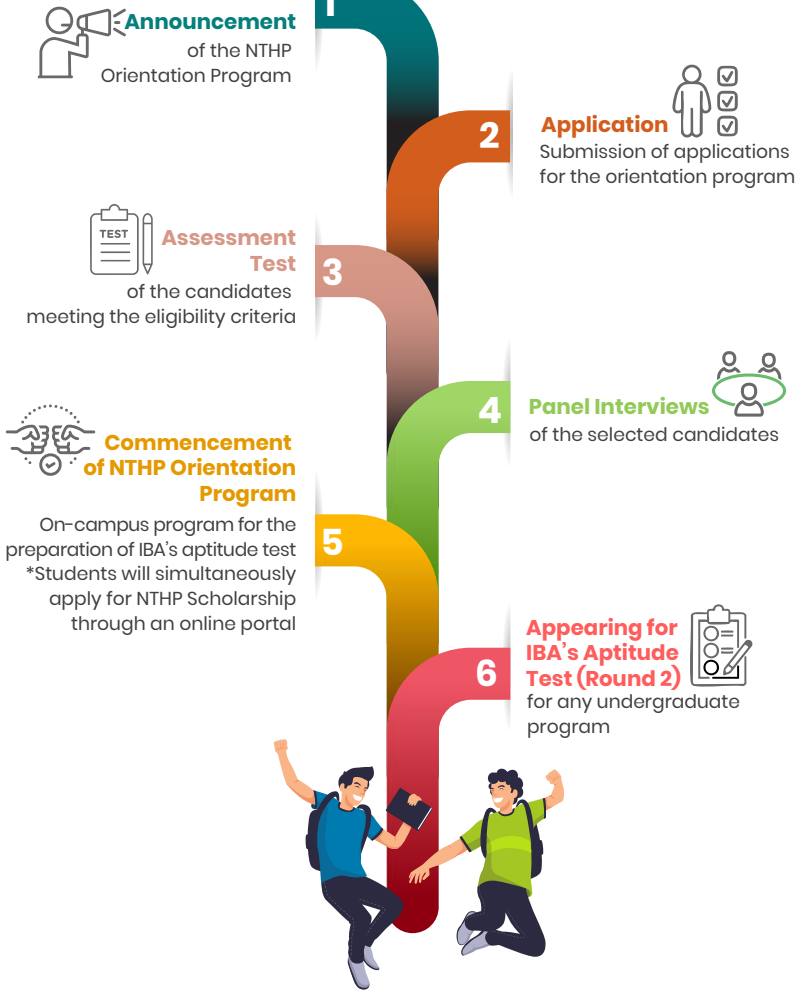 1
Announcement
of the NTHP
Orientation Program
2
Application
Submission of applications
for the orientation program
TEST
Assessment
Test
3
of the candidates
meeting the eligibility criteria
4
Panel Interviews
of the selected candidates
Commencement
of NTHP Orientation
Program
5
On-campus program for the
preparation of IBA's aptitude test
*Students will simultaneously
apply for NTHP Scholarship
through an online portal
6
Appearing for
IBA's Aptitude
Test (Round 2)
for any undergraduate
program